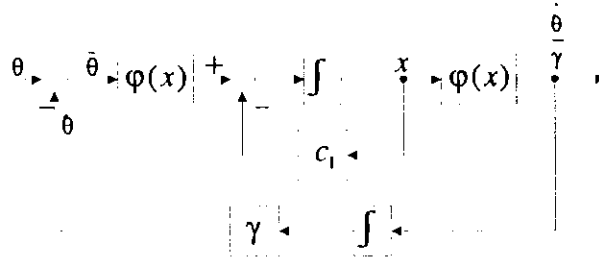 θ̇
γ
θ θ̃ φ(x) + ∫ x φ(x)
− θ̂ −
c₁
γ ∫